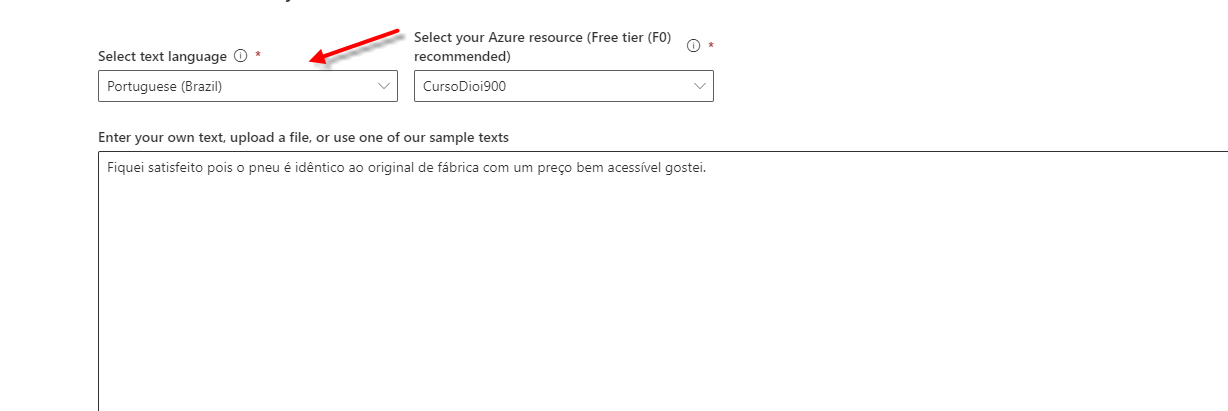 Select text language *
Select your Azure resource (Free tier (F0)
recommended) *
Portuguese (Brazil)
CursoDioi900
Enter your own text, upload a file, or use one of our sample texts
Fiquei satisfeito pois o pneu é idêntico ao original de fábrica com um preço bem acessível gostei.